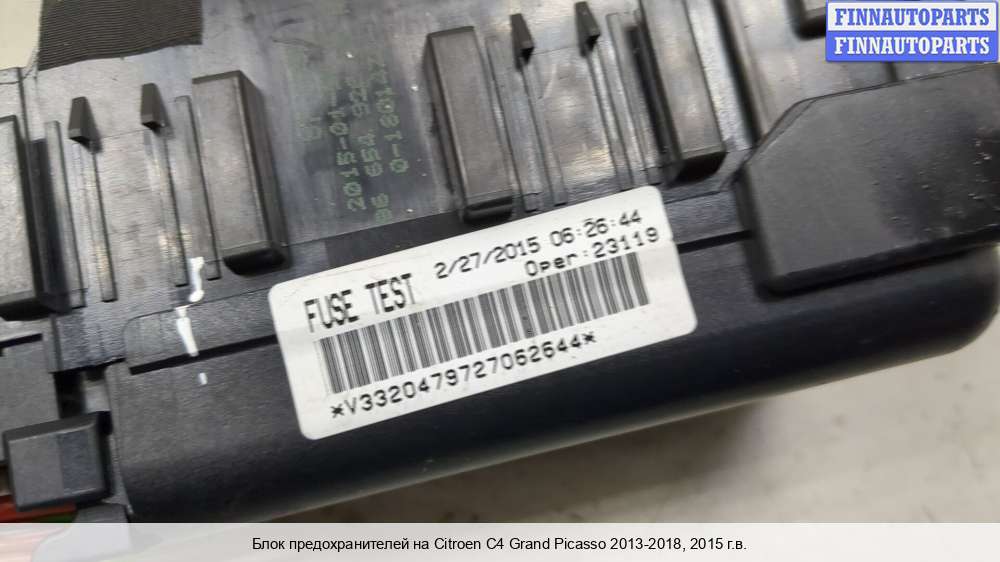 FINNAUTOPARTS
FINNAUTOPARTS
FUSE TEST 2/27/2015 06:26:44
Oper:23119
*V3320479727062644*
Блок предохранителей на Citroen C4 Grand Picasso 2013-2018, 2015 г.в.